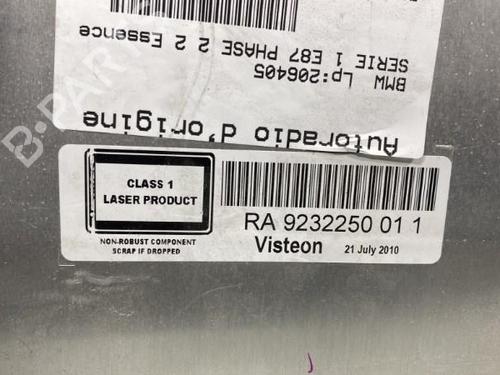 Autoradio d'origine
BMW Lp:206405
SERIE 1 E87 PHASE 2 2 Essence
B-PAR
CLASS 1
LASER PRODUCT
NON-ROBUST COMPONENT
SCRAP IF DROPPED
RA 9232250 01 1
Visteon 21 July 2010